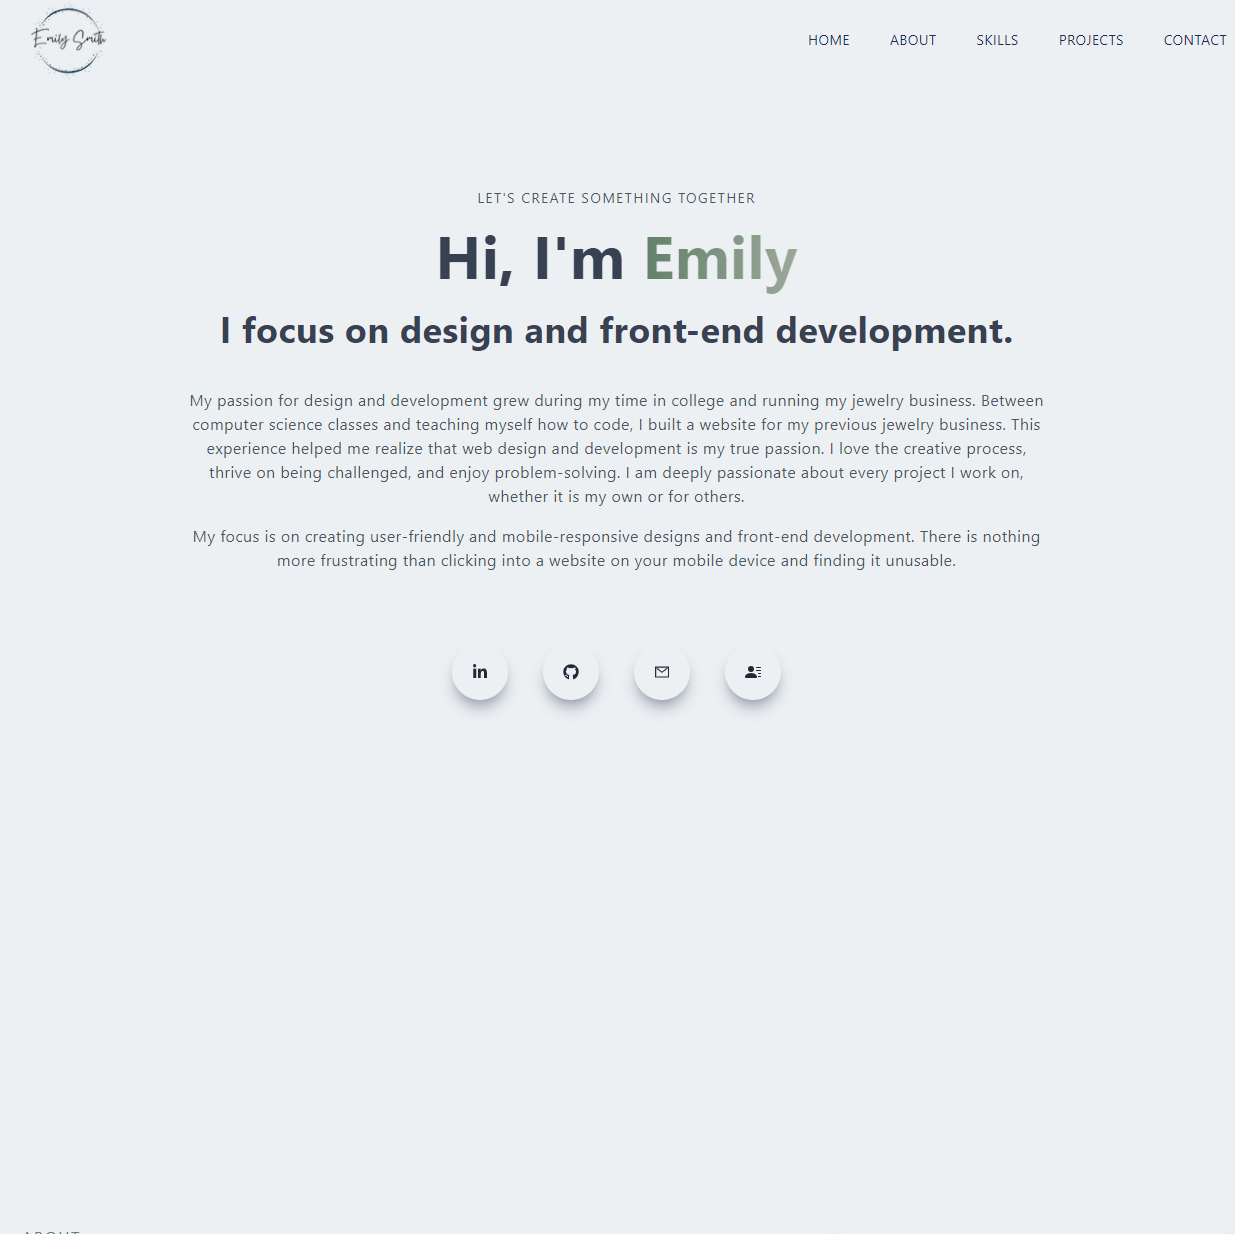 Emily Smith
HOME ABOUT SKILLS PROJECTS CONTACT
LET'S CREATE SOMETHING TOGETHER
Hi, I'm Emily
I focus on design and front-end development.
My passion for design and development grew during my time in college and running my jewelry business. Between
computer science classes and teaching myself how to code, I built a website for my previous jewelry business. This
experience helped me realize that web design and development is my true passion. I love the creative process,
thrive on being challenged, and enjoy problem-solving. I am deeply passionate about every project I work on,
whether it is my own or for others.
My focus is on creating user-friendly and mobile-responsive designs and front-end development. There is nothing
more frustrating than clicking into a website on your mobile device and finding it unusable.
in
ABOUT